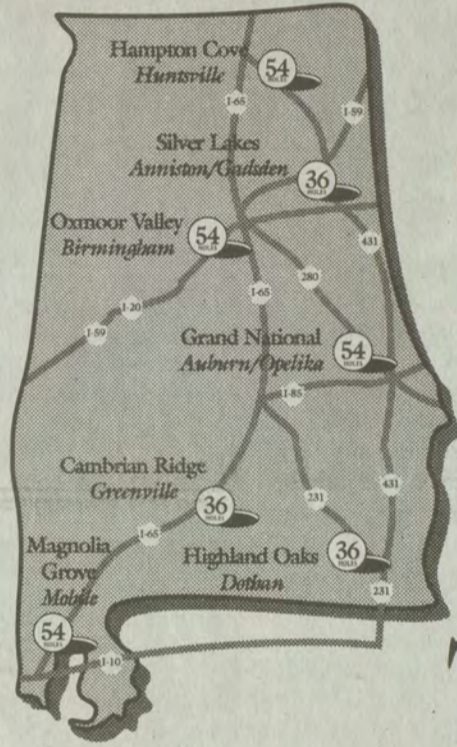 Hampton Cove
Huntsville
54
HOLES
I-65
I-59
Silver Lakes
Anniston/Gadsden
36
HOLES
Oxmoor Valley
Birmingham
54
HOLES
431
280
I-65
I-20
I-59
Grand National
Auburn/Opelika
54
HOLES
I-85
Cambrian Ridge
Greenville
36
HOLES
231
431
I-65
Magnolia
Grove
Mobile
54
HOLES
Highland Oaks
Dothan
36
HOLES
231
I-10